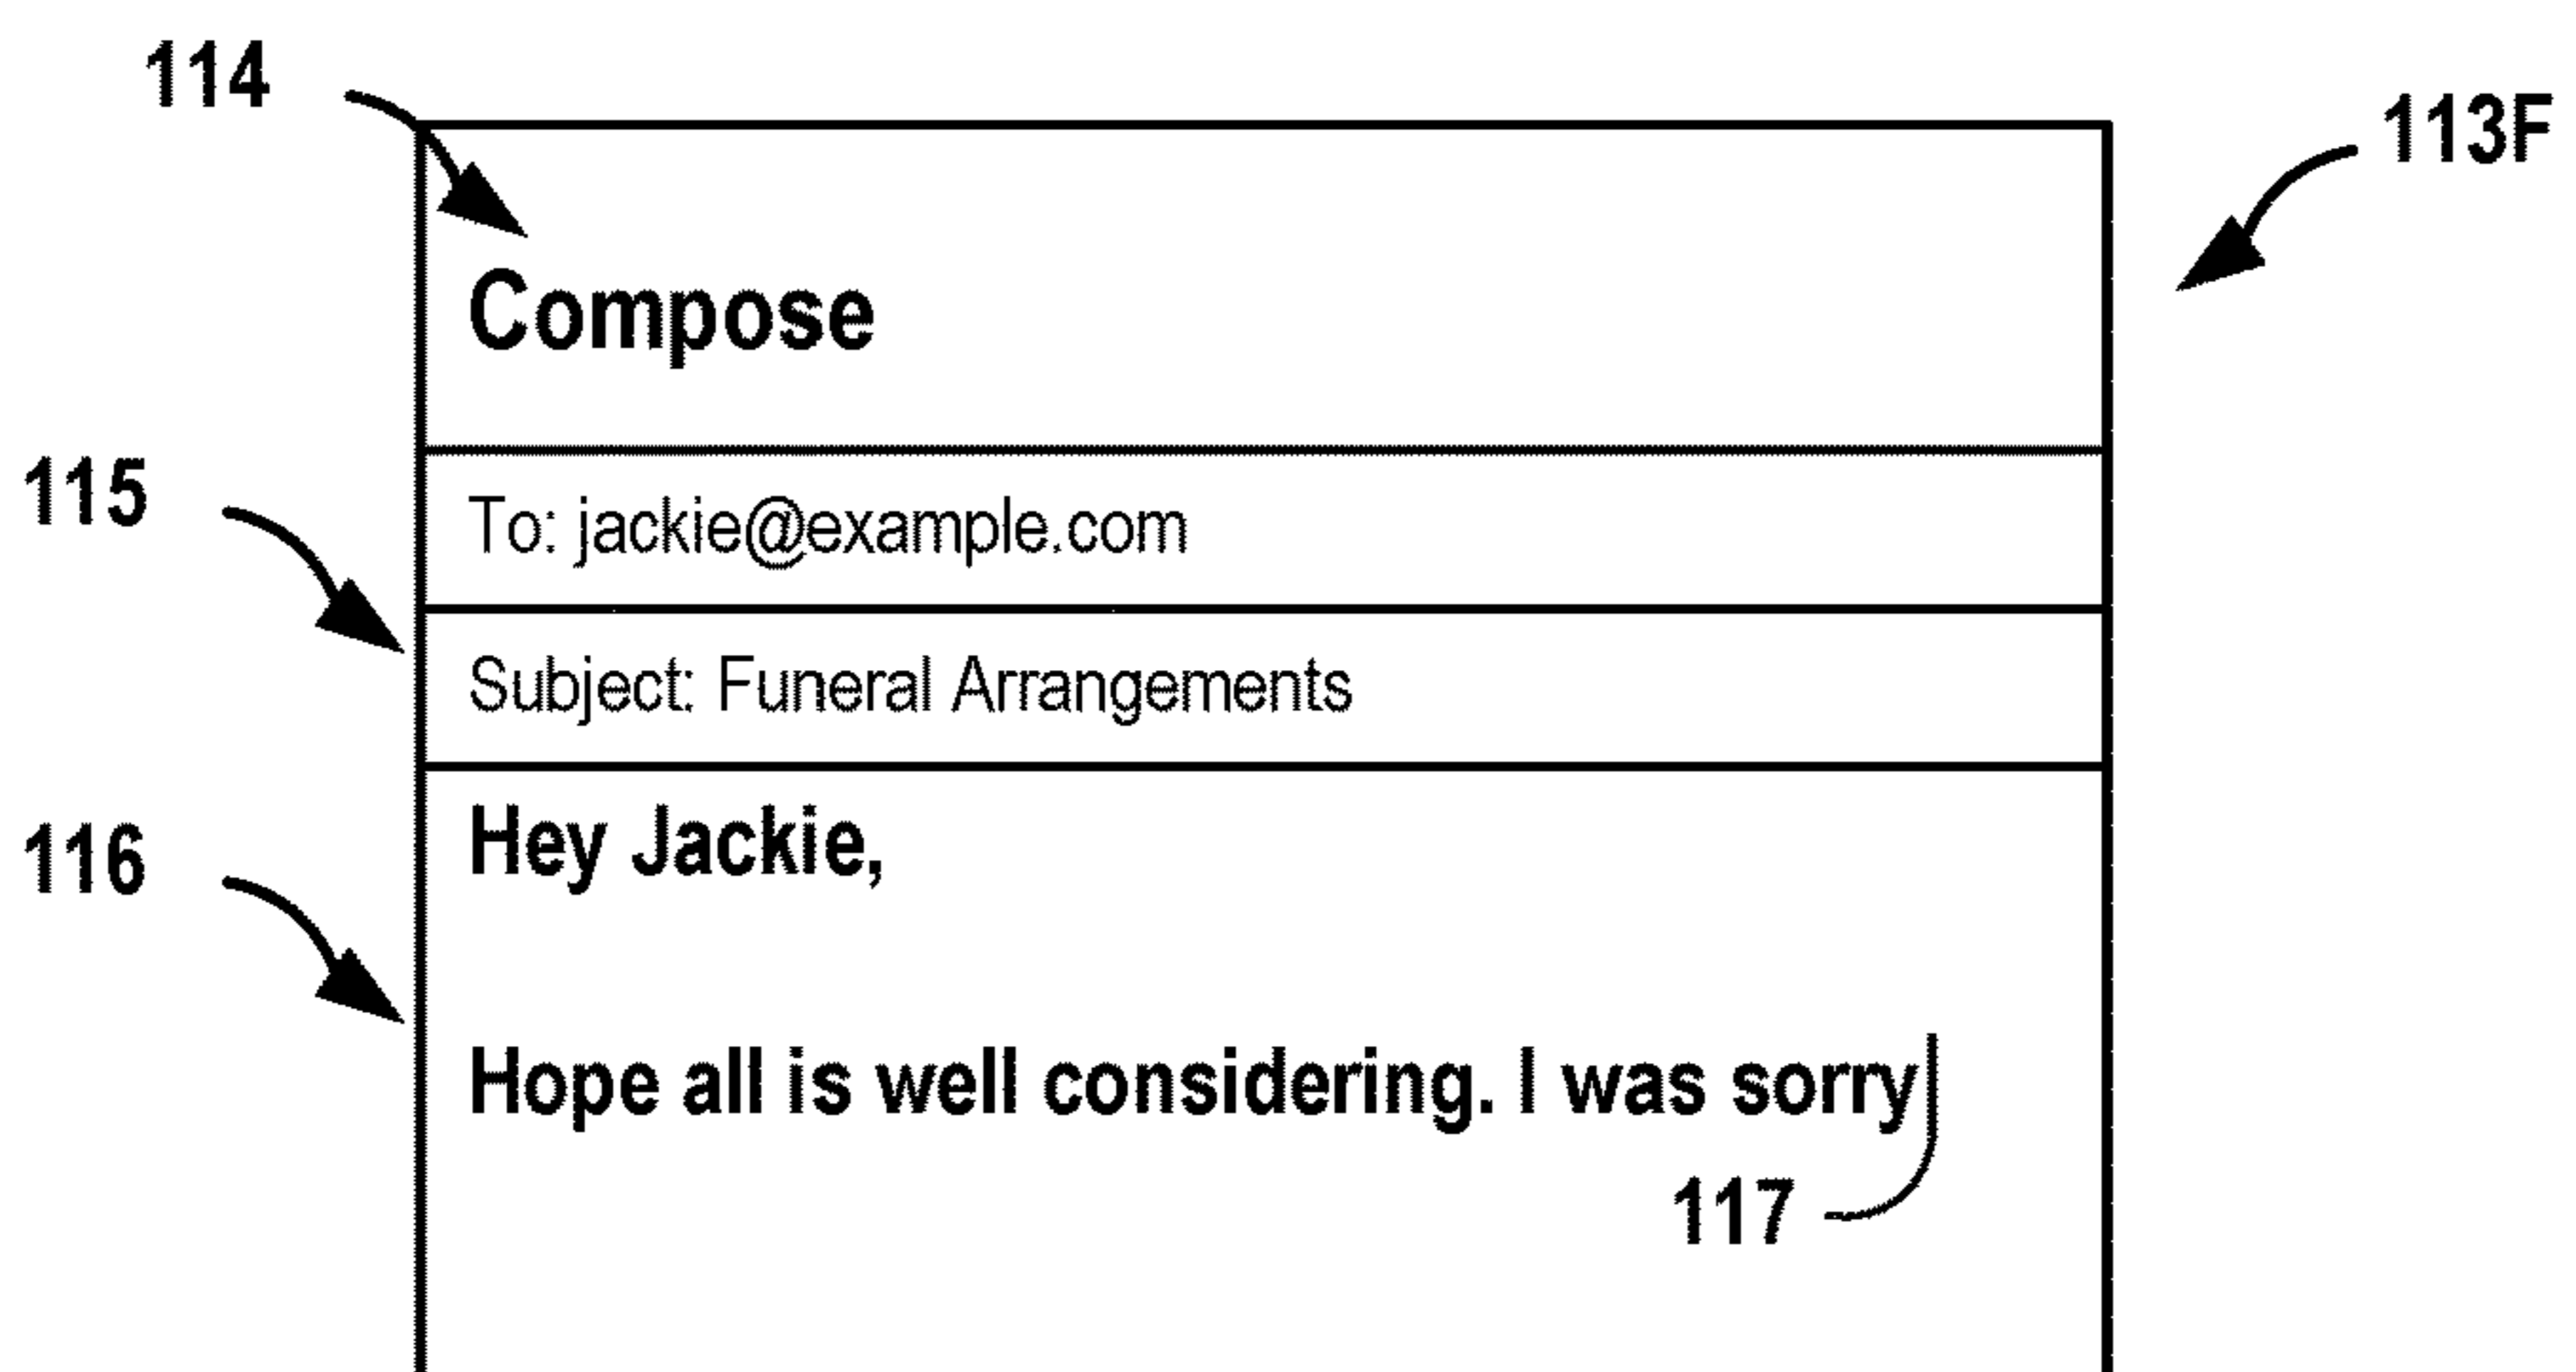 114
113F
Compose
115
To: jackie@example.com
Subject: Funeral Arrangements
116
Hey Jackie,
Hope all is well considering. I was sorry
117